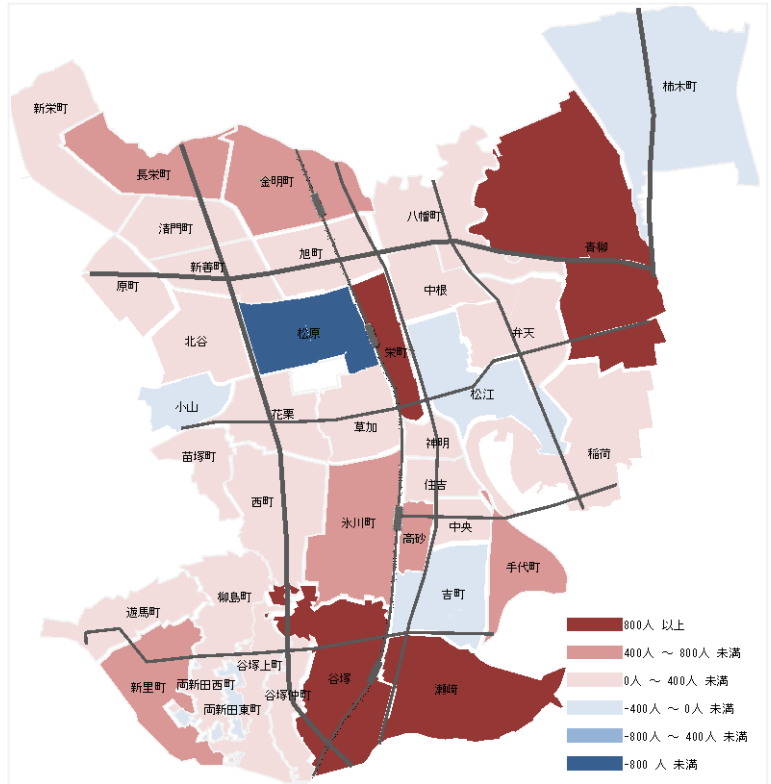 柿木町
新栄町
長栄町
金明町
清門町
八幡町
青柳
新善町
旭町
原町
中根
北谷
松原
弁天
栄町
小山
松江
花栗
草加
神明
苗塚町
稲荷
住吉
西町
氷川町
中央
高砂
手代町
柳島町
吉町
遊馬町
谷塚上町
新里町
両新田西町
谷塚仲町
谷塚
瀬崎
両新田東町
800人 以上
400人 ～ 800人 未満
0人 ～ 400人 未満
-400人 ～ 0人 未満
-800人 ～ 400人 未満
-800 人 未満